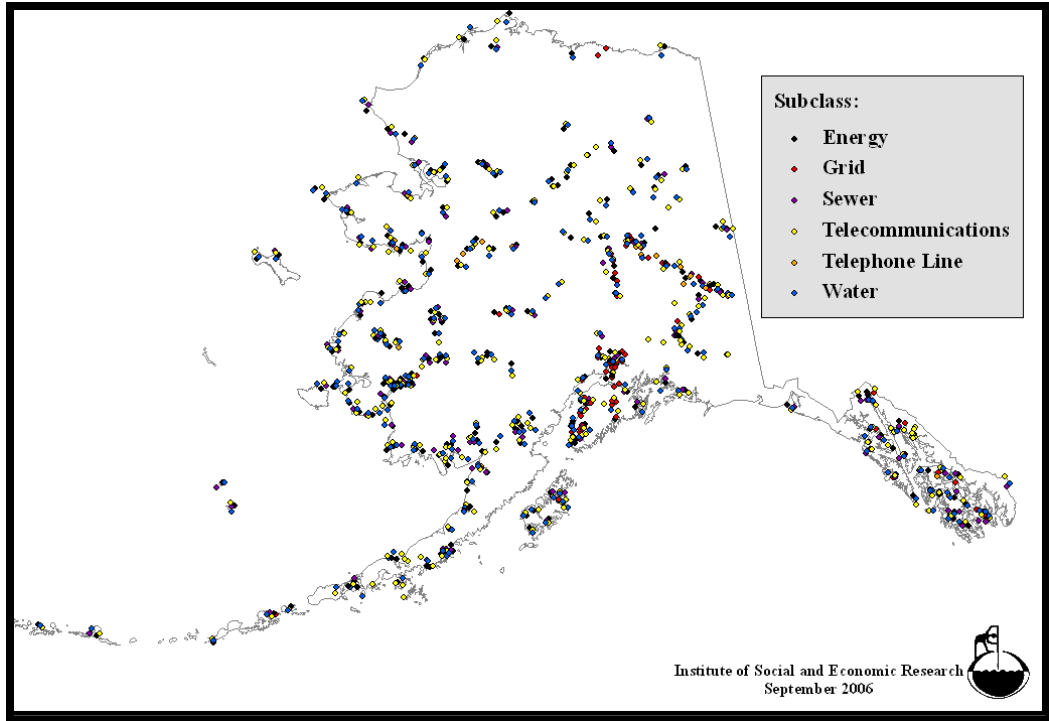 Subclass:
Energy
Grid
Sewer
Telecommunications
Telephone Line
Water
Institute of Social and Economic Research
September 2006